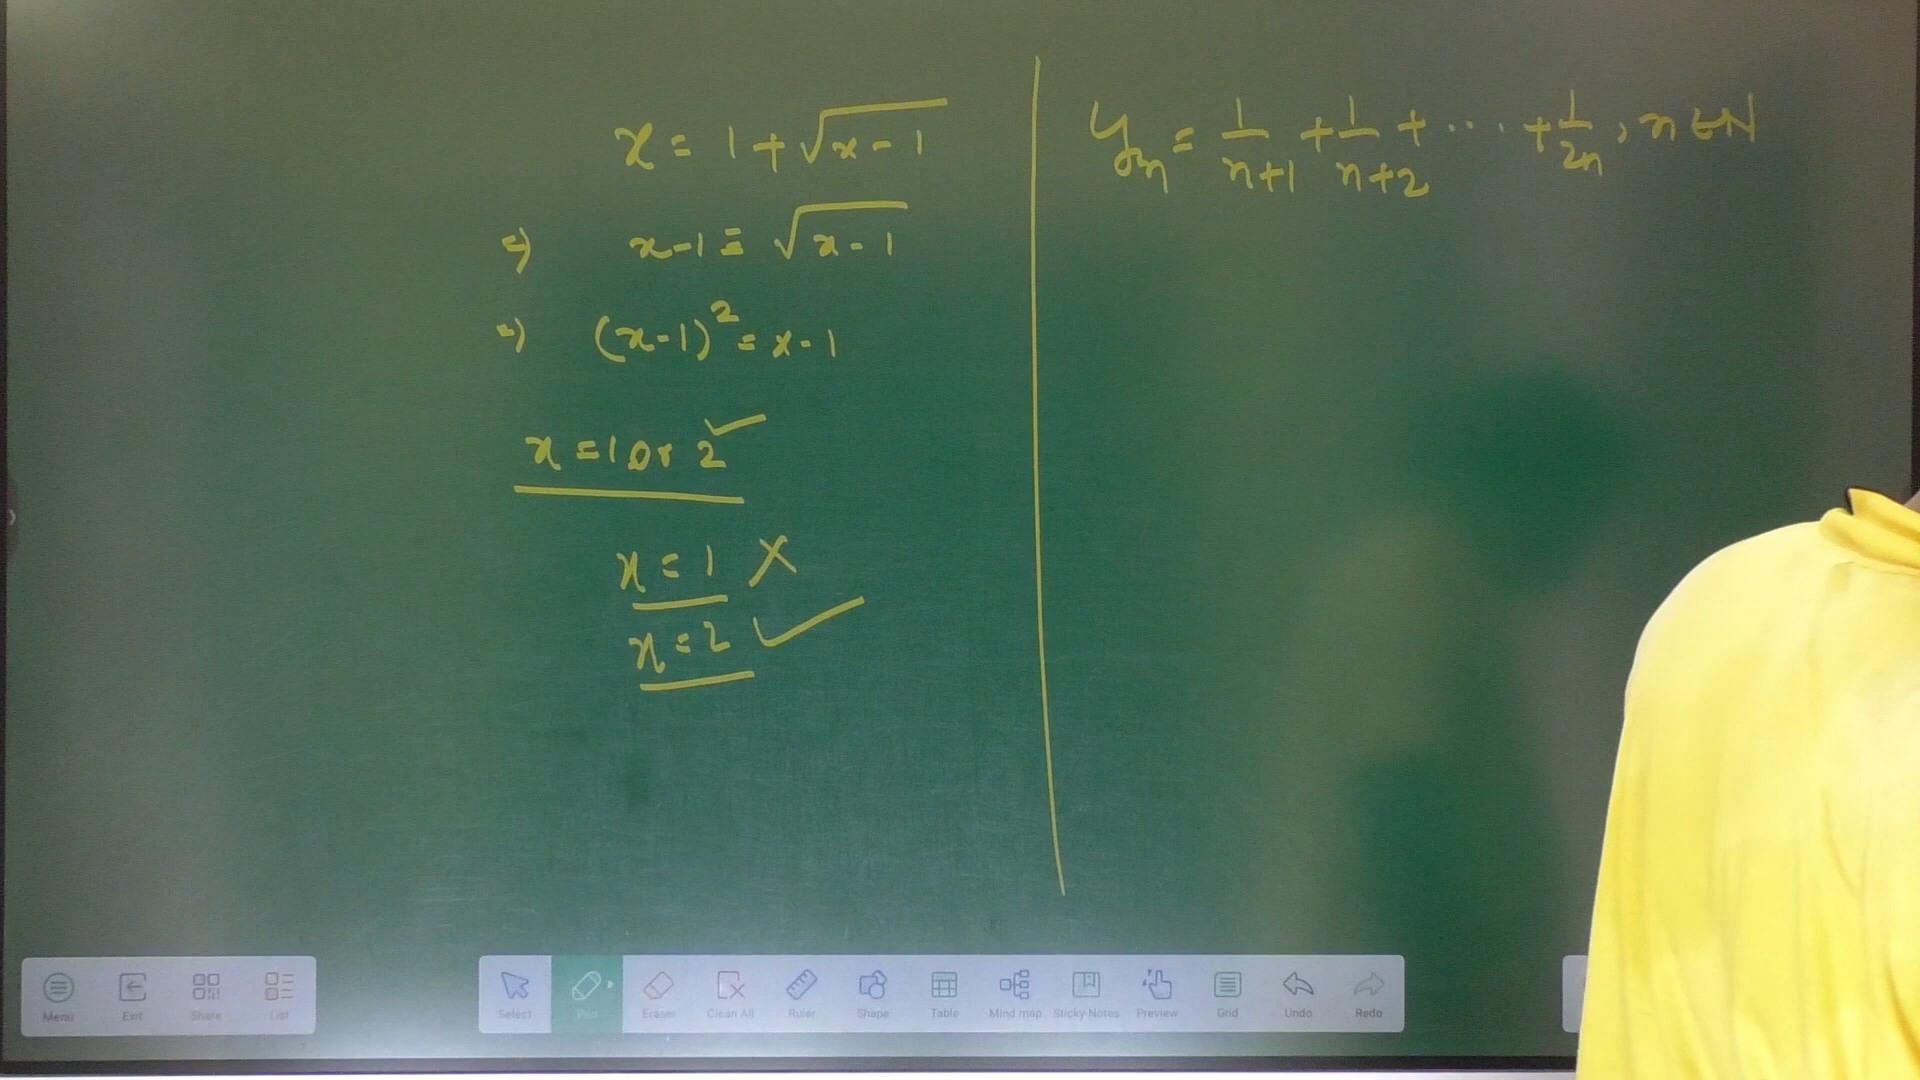 x = 1 + √(x - 1)
⇒ x - 1 = √(x - 1)
⇒ (x - 1)² = x - 1
x = 1 or 2 ✓
x = 1 ✗
x = 2 ✓
yₙ = 1/(n+1) + 1/(n+2) + ... + 1/2n, n ∈ N
Menu Exit Share List
Select Pen Eraser Clean All Ruler Shape Table Mind map Sticky-Notes Preview Grid Undo Redo